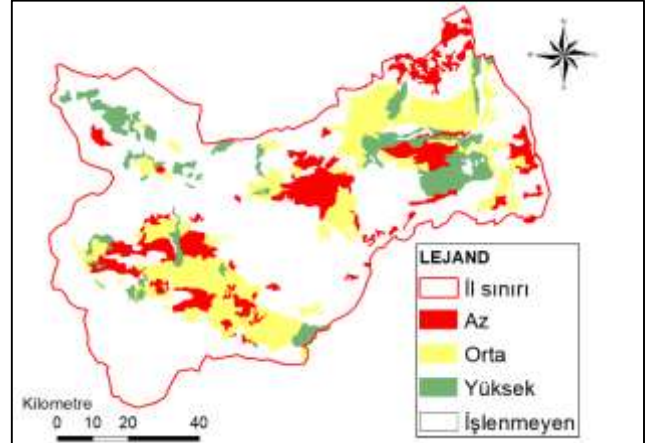 LEJAND
İl sınırı
Az
Orta
Yüksek
İşlenmeyen
Kilometre
0 10 20 40